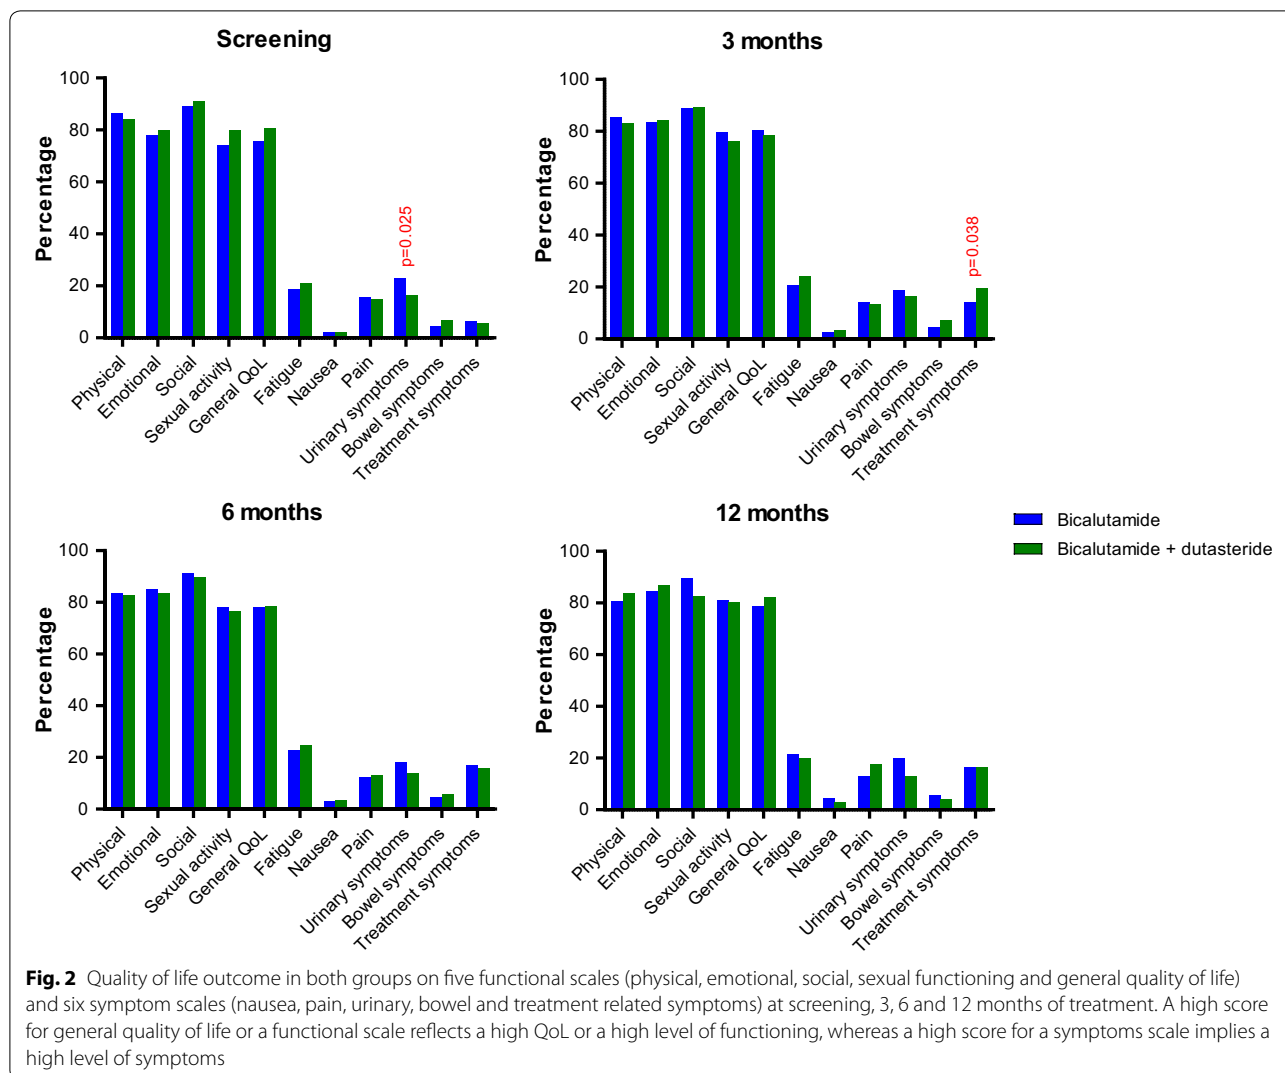 Screening
Percentage
100
80
60
40
20
0
p=0.025
Physical
Emotional
Social
Sexual activity
General QoL
Fatigue
Nausea
Pain
Urinary symptoms
Bowel symptoms
Treatment symptoms
3 months
Percentage
100
80
60
40
20
0
p=0.038
Physical
Emotional
Social
Sexual activity
General QoL
Fatigue
Nausea
Pain
Urinary symptoms
Bowel symptoms
Treatment symptoms
6 months
Percentage
100
80
60
40
20
0
Physical
Emotional
Social
Sexual activity
General QoL
Fatigue
Nausea
Pain
Urinary symptoms
Bowel symptoms
Treatment symptoms
12 months
Percentage
100
80
60
40
20
0
Physical
Emotional
Social
Sexual activity
General QoL
Fatigue
Nausea
Pain
Urinary symptoms
Bowel symptoms
Treatment symptoms
Bicalutamide
Bicalutamide + dutasteride
Fig. 2 Quality of life outcome in both groups on five functional scales (physical, emotional, social, sexual functioning and general quality of life)
and six symptom scales (nausea, pain, urinary, bowel and treatment related symptoms) at screening, 3, 6 and 12 months of treatment. A high score
for general quality of life or a functional scale reflects a high QoL or a high level of functioning, whereas a high score for a symptoms scale implies a
high level of symptoms